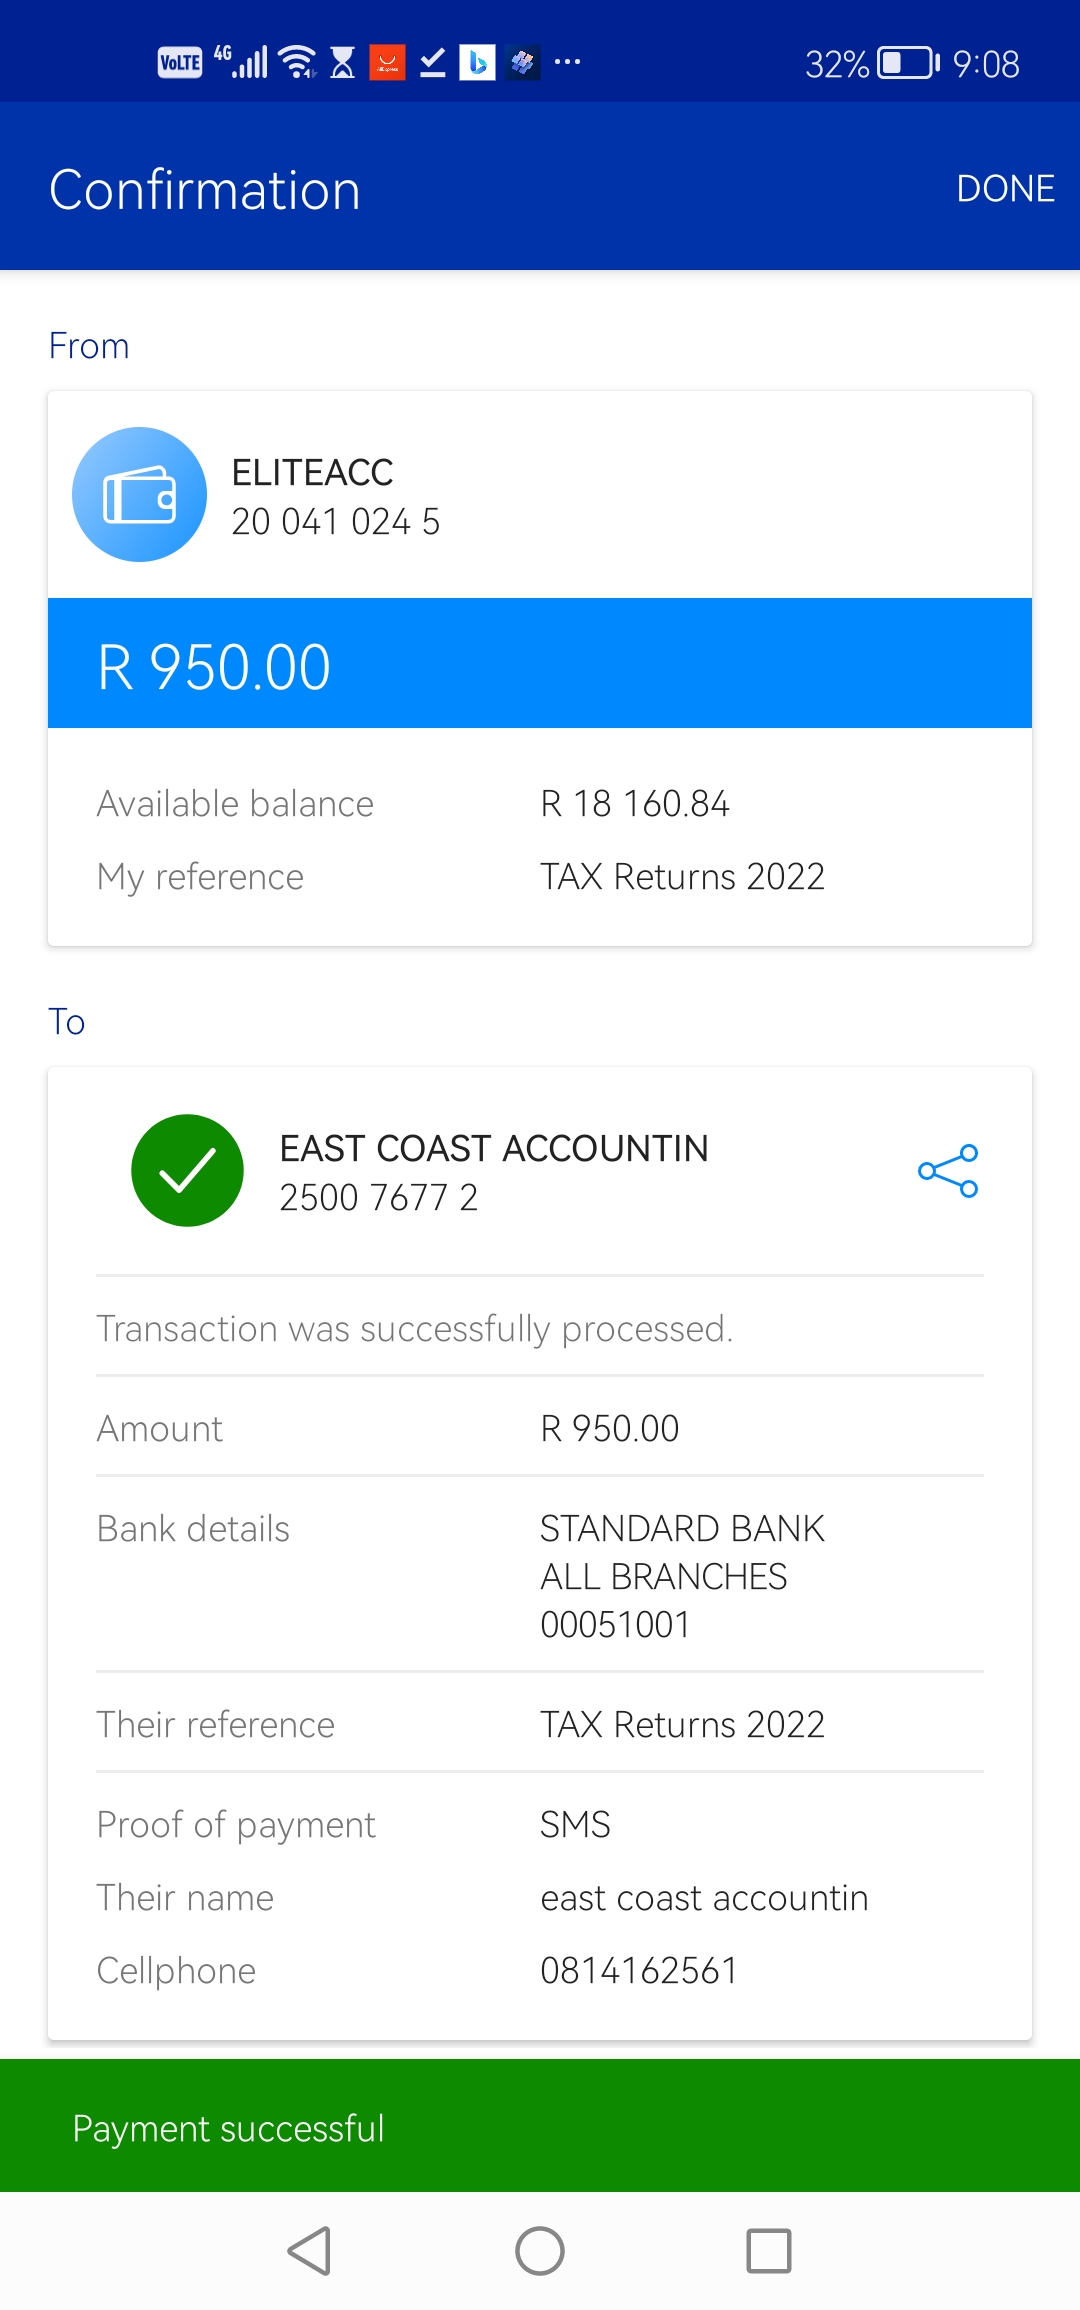 VoLTE 4G 32% 9:08
Confirmation DONE
From
ELITEACC
20 041 024 5
R 950.00
Available balance R 18 160.84
My reference TAX Returns 2022
To
EAST COAST ACCOUNTIN
2500 7677 2
Transaction was successfully processed.
Amount R 950.00
Bank details STANDARD BANK
ALL BRANCHES
00051001
Their reference TAX Returns 2022
Proof of payment SMS
Their name east coast accountin
Cellphone 0814162561
Payment successful